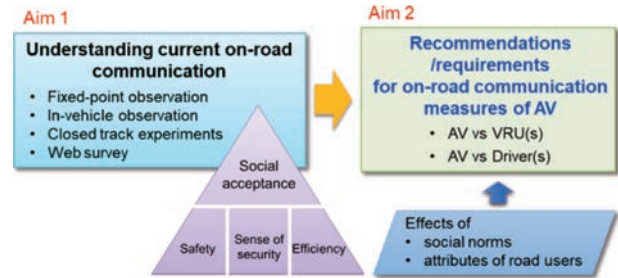 Aim 1
Understanding current on-road
communication
• Fixed-point observation
• In-vehicle observation
• Closed track experiments
• Web survey
Social
acceptance
Safety
Sense of
security
Efficiency
Aim 2
Recommendations
/requirements
for on-road communication
measures of AV
• AV vs VRU(s)
• AV vs Driver(s)
Effects of
• social norms
• attributes of road users